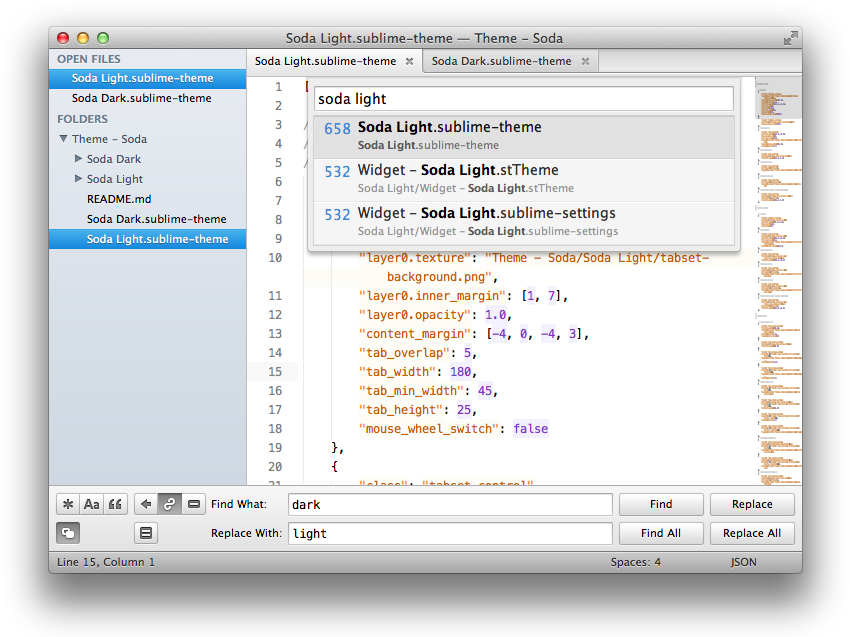 Soda Light.sublime-theme — Theme - Soda
OPEN FILES
Soda Light.sublime-theme
Soda Dark.sublime-theme
FOLDERS
Theme - Soda
Soda Dark
Soda Light
README.md
Soda Dark.sublime-theme
Soda Light.sublime-theme
Soda Light.sublime-theme
Soda Dark.sublime-theme
soda light
658 Soda Light.sublime-theme
Soda Light.sublime-theme
532 Widget - Soda Light.stTheme
Soda Light/Widget - Soda Light.stTheme
532 Widget - Soda Light.sublime-settings
Soda Light/Widget - Soda Light.sublime-settings
1 [
2
3 /
4 /
5 /
6
7
8
9
10 "layer0.texture": "Theme - Soda/Soda Light/tabset-
background.png",
11 "layer0.inner_margin": [1, 7],
12 "layer0.opacity": 1.0,
13 "content_margin": [-4, 0, -4, 3],
14 "tab_overlap": 5,
15 "tab_width": 180,
16 "tab_min_width": 45,
17 "tab_height": 25,
18 "mouse_wheel_switch": false
19 },
20 {
21 "class": "tabset_control"
* Aa “ Find What: dark Find Replace
Replace With: light Find All Replace All
Line 15, Column 1 Spaces: 4 JSON